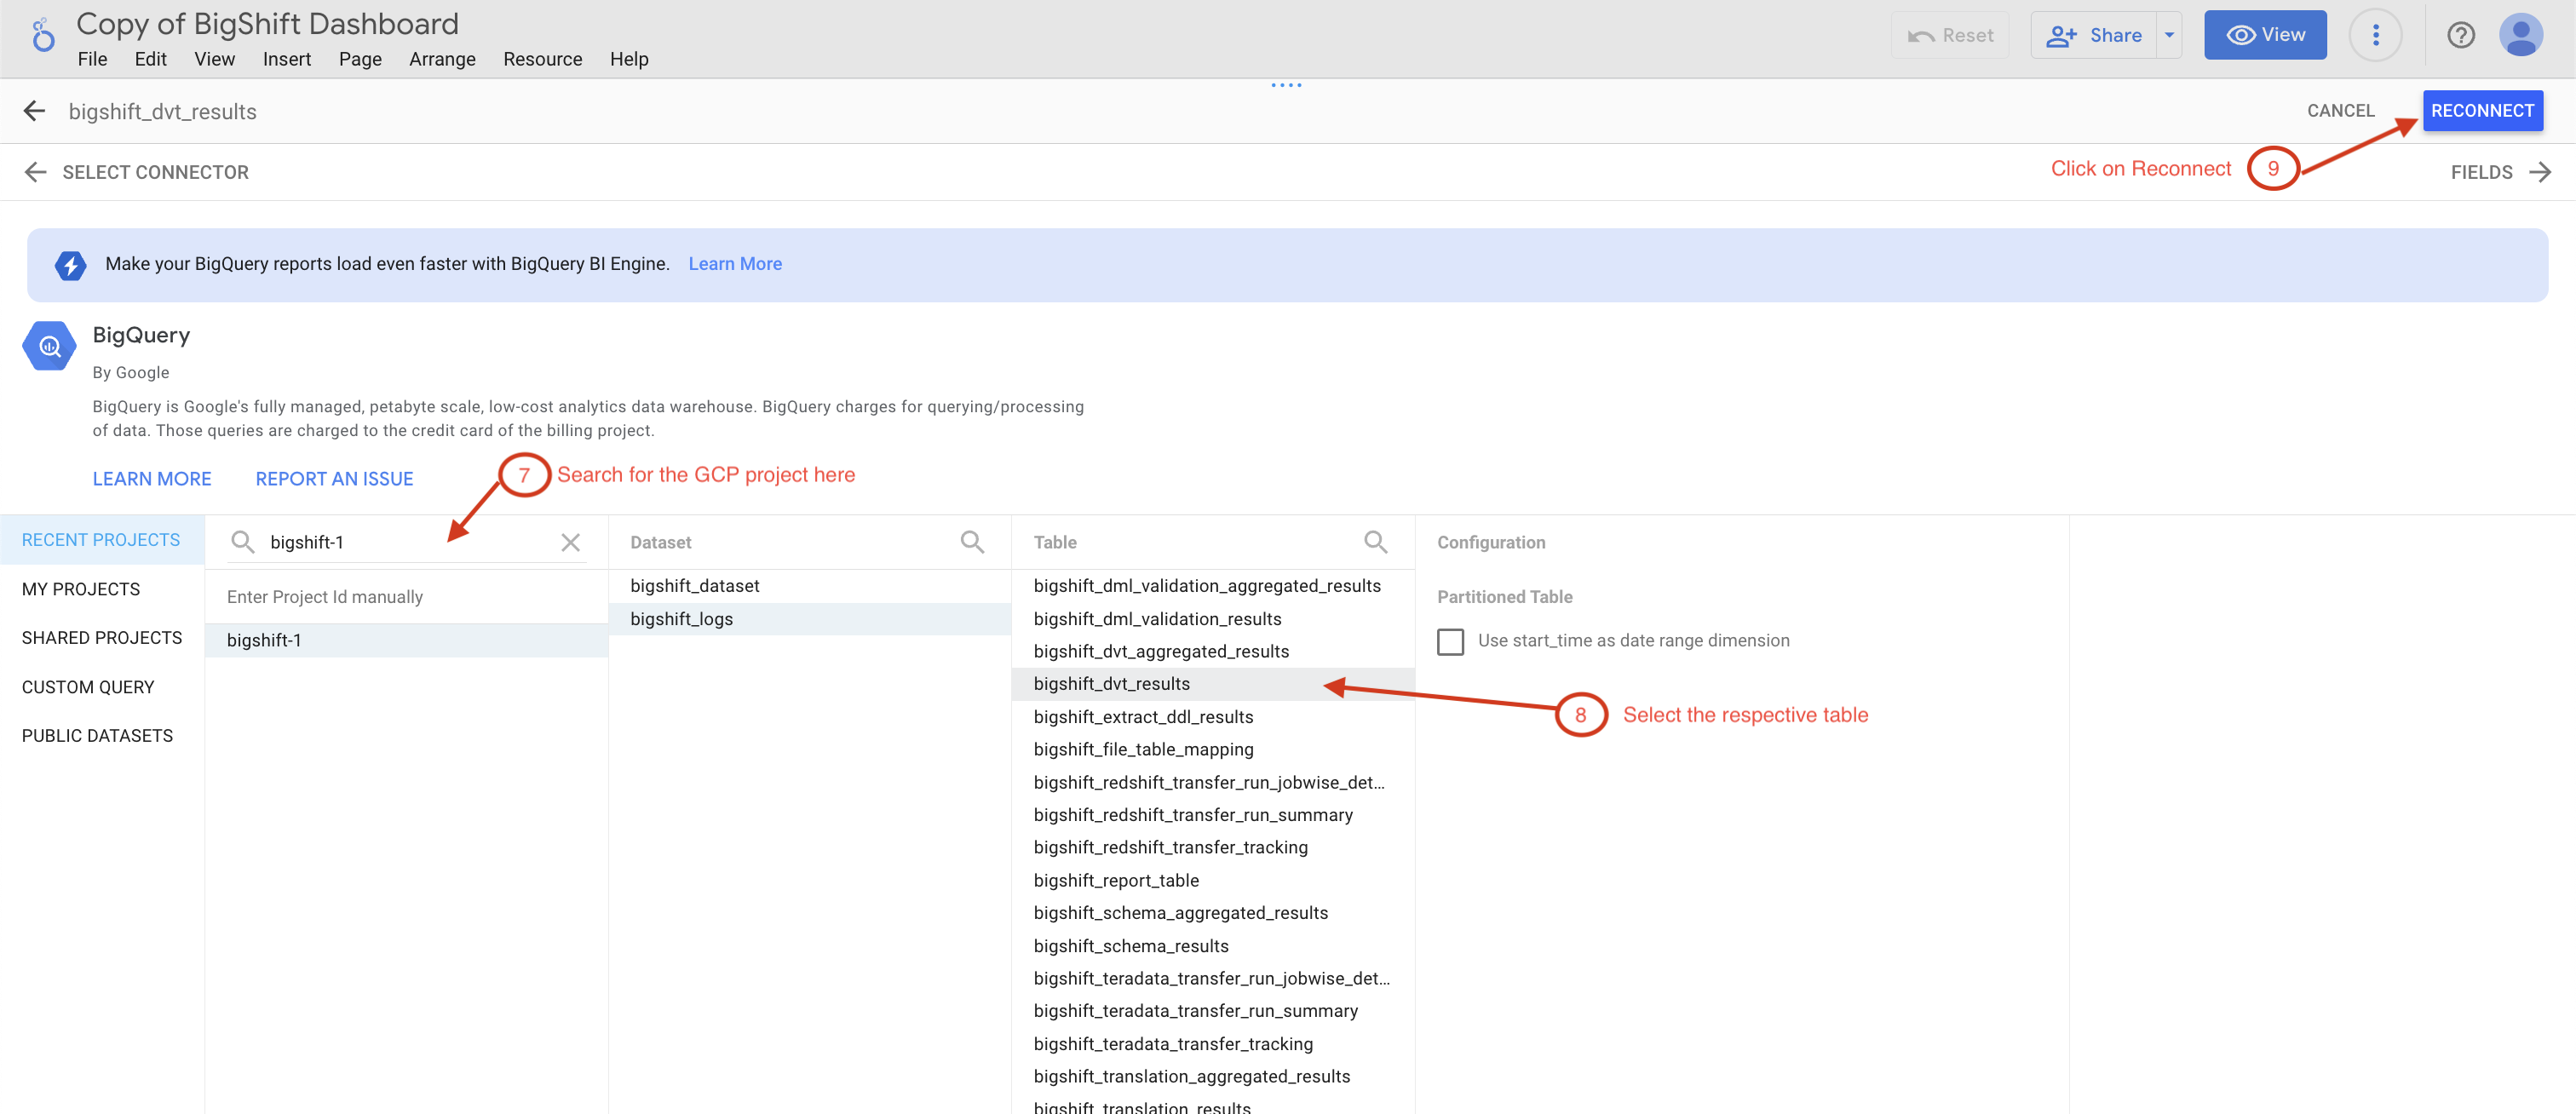 Copy of BigShift Dashboard
File Edit View Insert Page Arrange Resource Help
Reset Share View
bigshift_dvt_results
CANCEL RECONNECT
SELECT CONNECTOR
Click on Reconnect 9
FIELDS
Make your BigQuery reports load even faster with BigQuery BI Engine. Learn More
BigQuery
By Google
BigQuery is Google's fully managed, petabyte scale, low-cost analytics data warehouse. BigQuery charges for querying/processing
of data. Those queries are charged to the credit card of the billing project.
LEARN MORE REPORT AN ISSUE
7 Search for the GCP project here
RECENT PROJECTS
MY PROJECTS
SHARED PROJECTS
CUSTOM QUERY
PUBLIC DATASETS
bigshift-1
Enter Project Id manually
bigshift-1
Dataset
bigshift_dataset
bigshift_logs
Table
bigshift_dml_validation_aggregated_results
bigshift_dml_validation_results
bigshift_dvt_aggregated_results
bigshift_dvt_results
bigshift_extract_ddl_results
bigshift_file_table_mapping
bigshift_redshift_transfer_run_jobwise_det...
bigshift_redshift_transfer_run_summary
bigshift_redshift_transfer_tracking
bigshift_report_table
bigshift_schema_aggregated_results
bigshift_schema_results
bigshift_teradata_transfer_run_jobwise_det...
bigshift_teradata_transfer_run_summary
bigshift_teradata_transfer_tracking
bigshift_translation_aggregated_results
bigshift_translation_results
Configuration
Partitioned Table
Use start_time as date range dimension
8 Select the respective table